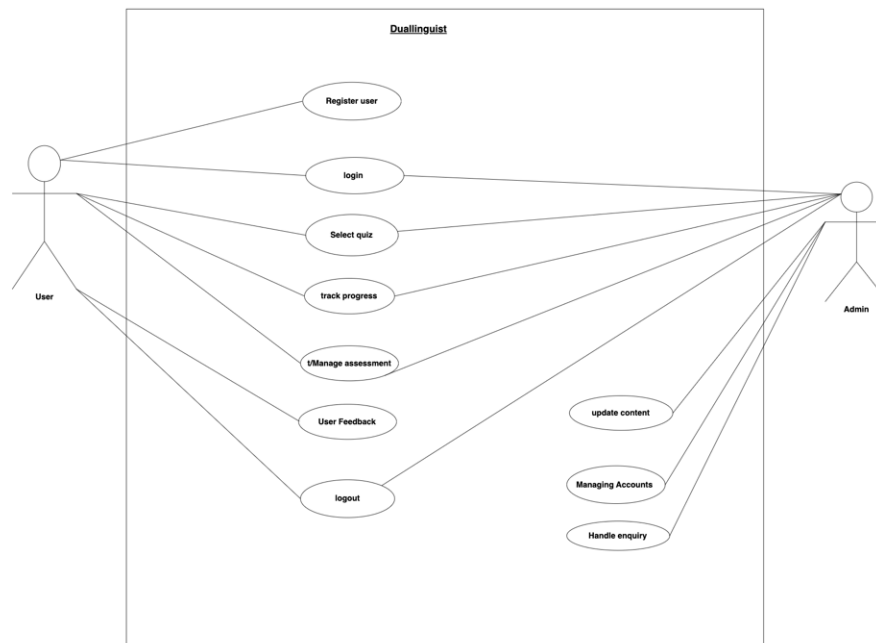 Duallinguist
Register user
login
Select quiz
track progress
User
Admin
t/Manage assessment
update content
User Feedback
Managing Accounts
logout
Handle enquiry